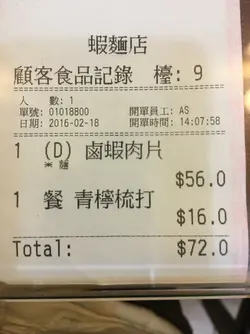 蝦麵店
顧客食品記錄 檯: 9
人 數: 1
單號: 01018800 開單員工: AS
日期: 2016-02-18 開單時間: 14:07:58
1 (D) 鹵蝦肉片
※ 麵
$56.0
1 餐 青檸梳打
$16.0
Total: $72.0